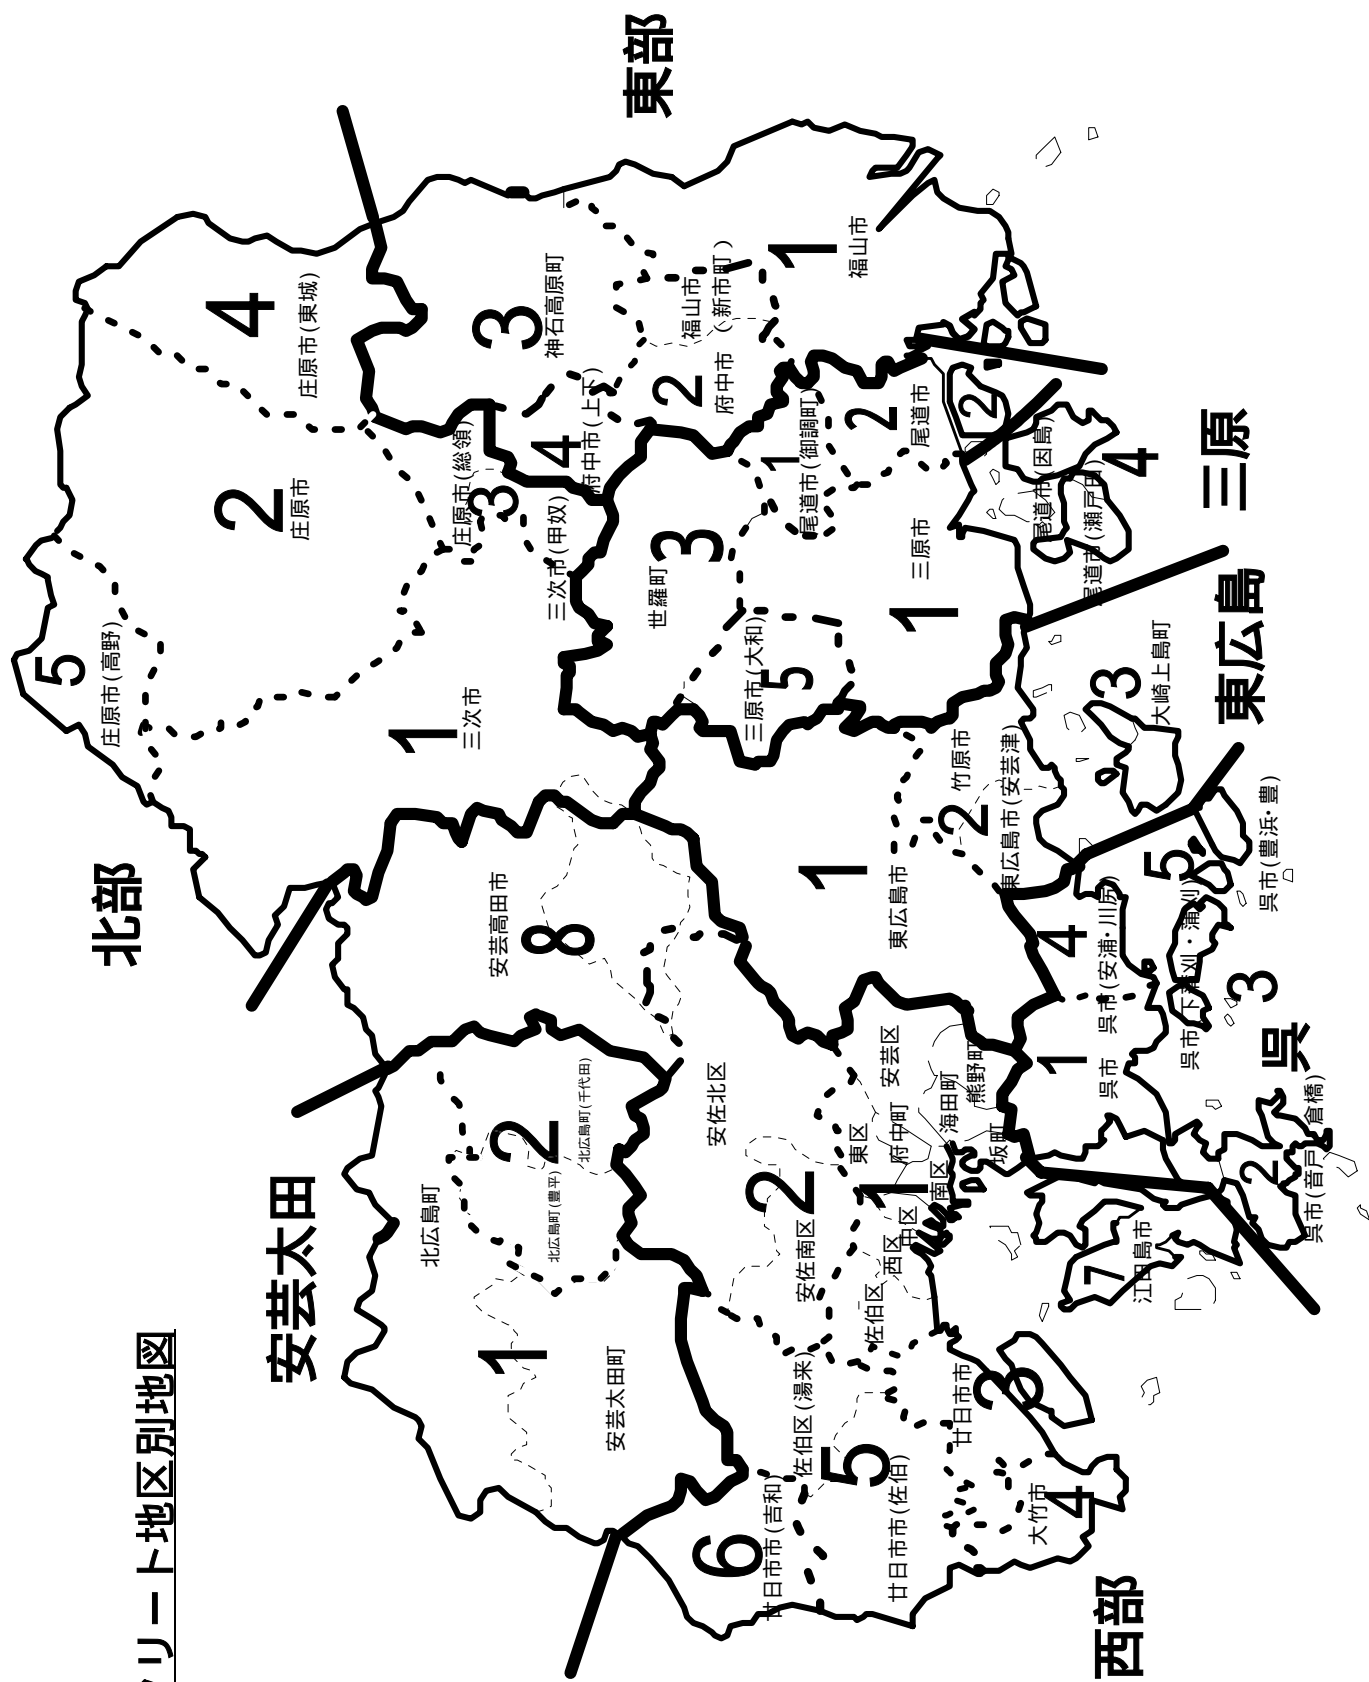 リート地区別地図
北部
5
庄原市(高野)
4
庄原市(東城)
2
庄原市
庄原市(総領)
3
三次市(甲奴)
1
三次市
東部
3
神石高原町
4
府中市(上下)
福山市
(新市町)
2
府中市
1
福山市
三原
3
世羅町
1
尾道市(御調町)
2
尾道市
2
尾道市(因島)
4
尾道市(瀬戸田)
三原市
1
三原市(大和)
5
東広島
1
東広島市
2
竹原市
東広島市(安芸津)
3
大崎上島町
呉
4
呉市(安浦・川尻)
1
呉市
5
呉市(豊浜・豊)
3
呉市(下蒲刈・蒲刈)
2
呉市(音戸・倉橋)
安芸太田
2
北広島町(千代田)
北広島町
北広島町(豊平)
1
安芸太田町
西部
安芸高田市
8
安佐北区
2
安佐南区
東区
安芸区
府中町
海田町
熊野町
坂町
1
南区
中区
西区
佐伯区
佐伯区(湯来)
5
廿日市市(佐伯)
6
廿日市市(吉和)
3
廿日市市
4
大竹市
7
江田島市